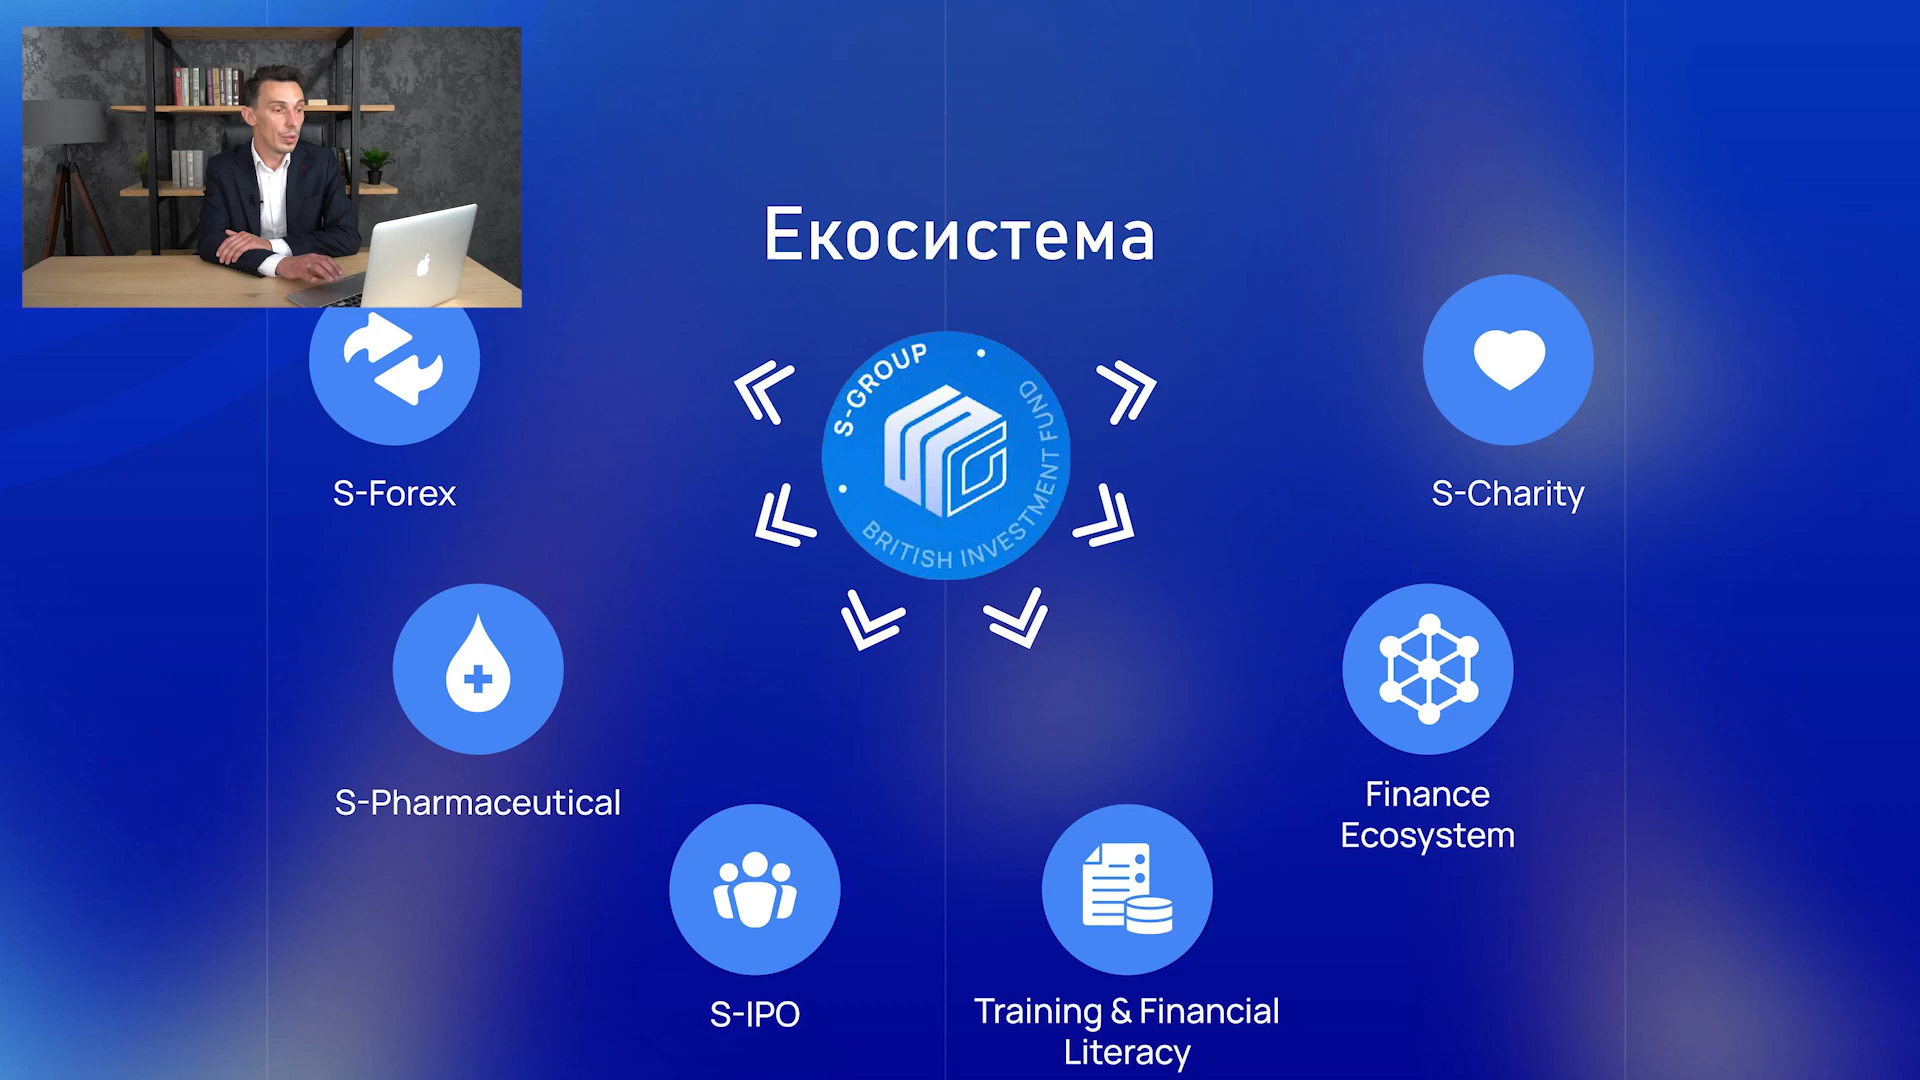 Екосистема
S-GROUP
BRITISH INVESTMENT FUND
S-Forex
S-Charity
S-Pharmaceutical
Finance
Ecosystem
S-IPO
Training & Financial
Literacy